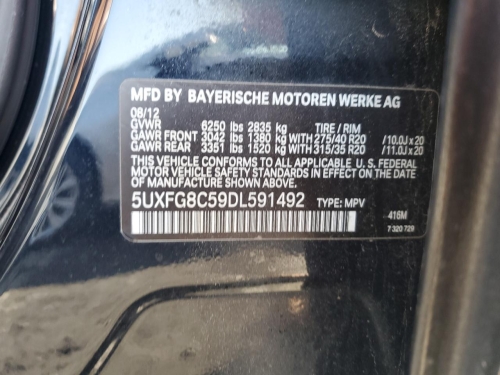 MFD BY BAYERISCHE MOTOREN WERKE AG
08/12
GVWR 6250 lbs 2835 kg TIRE / RIM
GAWR FRONT 3042 lbs 1380 kg WITH 275/40 R20 /10.0J x 20
GAWR REAR 3351 lbs 1520 kg WITH 315/35 R20 /11.0J x 20
THIS VEHICLE CONFORMS TO ALL APPLICABLE U. S. FEDERAL
MOTOR VEHICLE SAFETY STANDARDS IN EFFECT ON THE DATE
OF MANUFACTURE SHOWN ABOVE.
5UXFG8C59DL591492 TYPE: MPV
416M
7 320 729